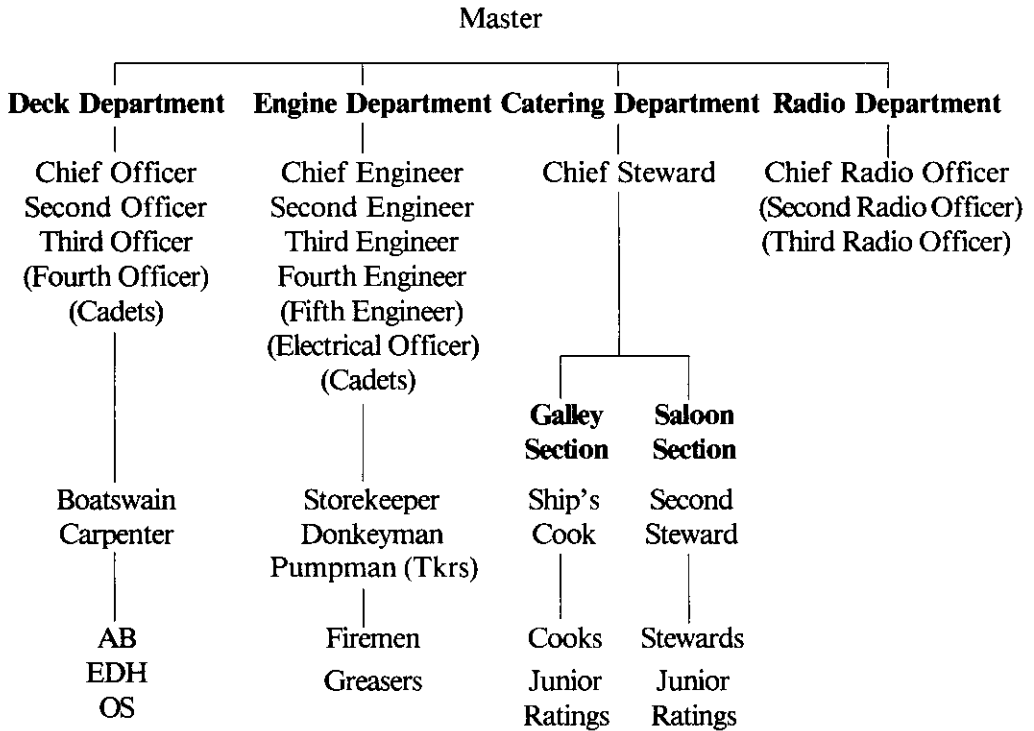 Master
Deck Department Engine Department Catering Department Radio Department
Chief Officer Chief Engineer Chief Steward Chief Radio Officer
Second Officer Second Engineer (Second Radio Officer)
Third Officer Third Engineer (Third Radio Officer)
(Fourth Officer) Fourth Engineer
(Cadets) (Fifth Engineer)
(Electrical Officer)
(Cadets)
Galley Saloon
Section Section
Boatswain Storekeeper Ship's Second
Carpenter Donkeyman Cook Steward
Pumpman (Tkrs)
AB Firemen Cooks Stewards
EDH Greasers Junior Junior
OS Ratings Ratings